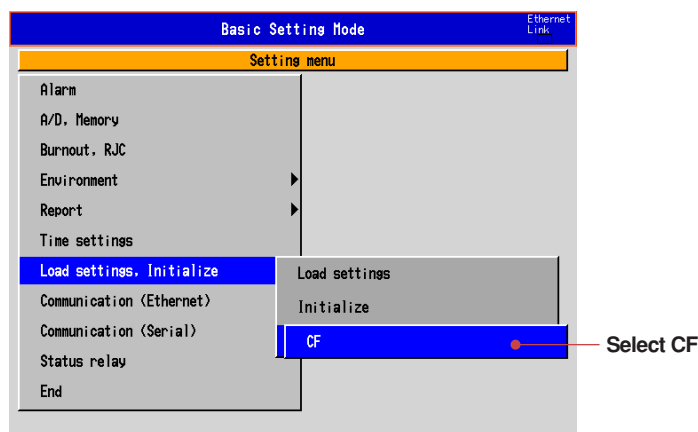 Basic Setting Mode
Ethernet
Link
Setting menu
Alarm
A/D, Memory
Burnout, RJC
Environment
Report
Time settings
Load settings, Initialize
Load settings
Communication (Ethernet)
Initialize
Communication (Serial)
CF
Select CF
Status relay
End